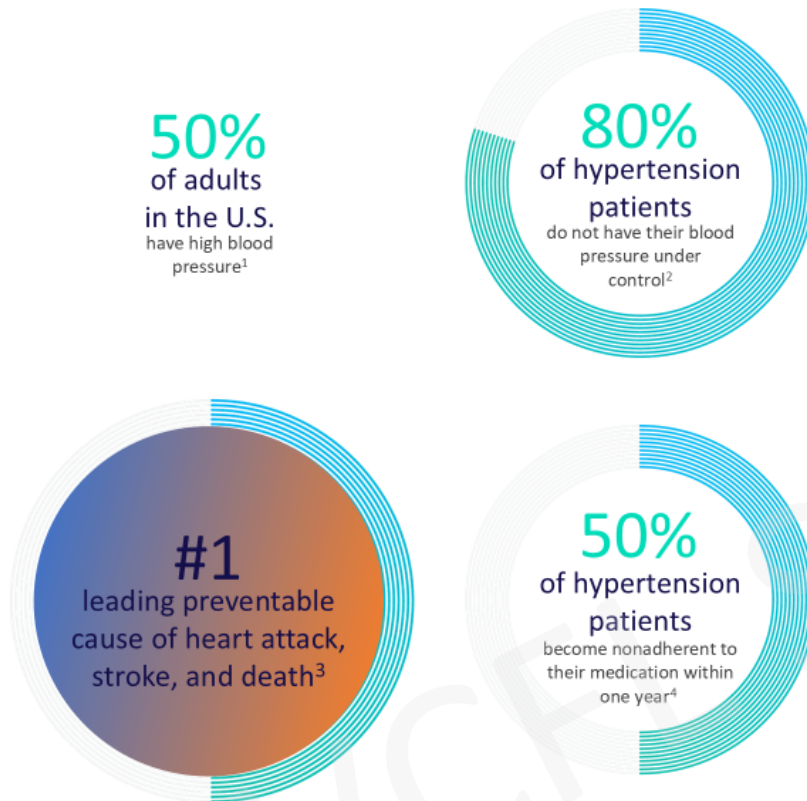 50%
of adults
in the U.S.
have high blood
pressure¹
80%
of hypertension
patients
do not have their blood
pressure under
control²
#1
leading preventable
cause of heart attack,
stroke, and death³
50%
of hypertension
patients
become nonadherent to
their medication within
one year⁴